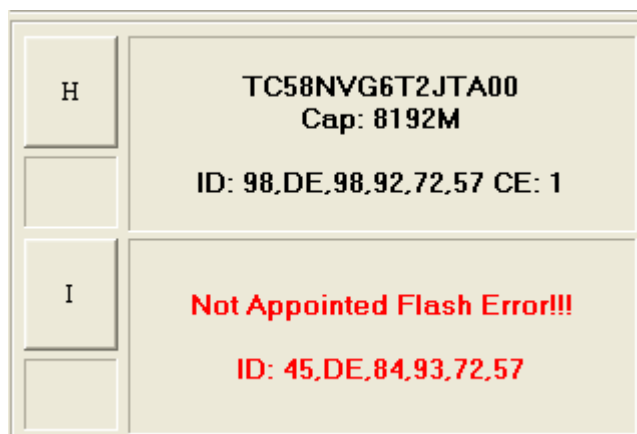 H
TC58NVG6T2JTA00
Cap: 8192M
ID: 98,DE,98,92,72,57 CE: 1
I
Not Appointed Flash Error!!!
ID: 45,DE,84,93,72,57